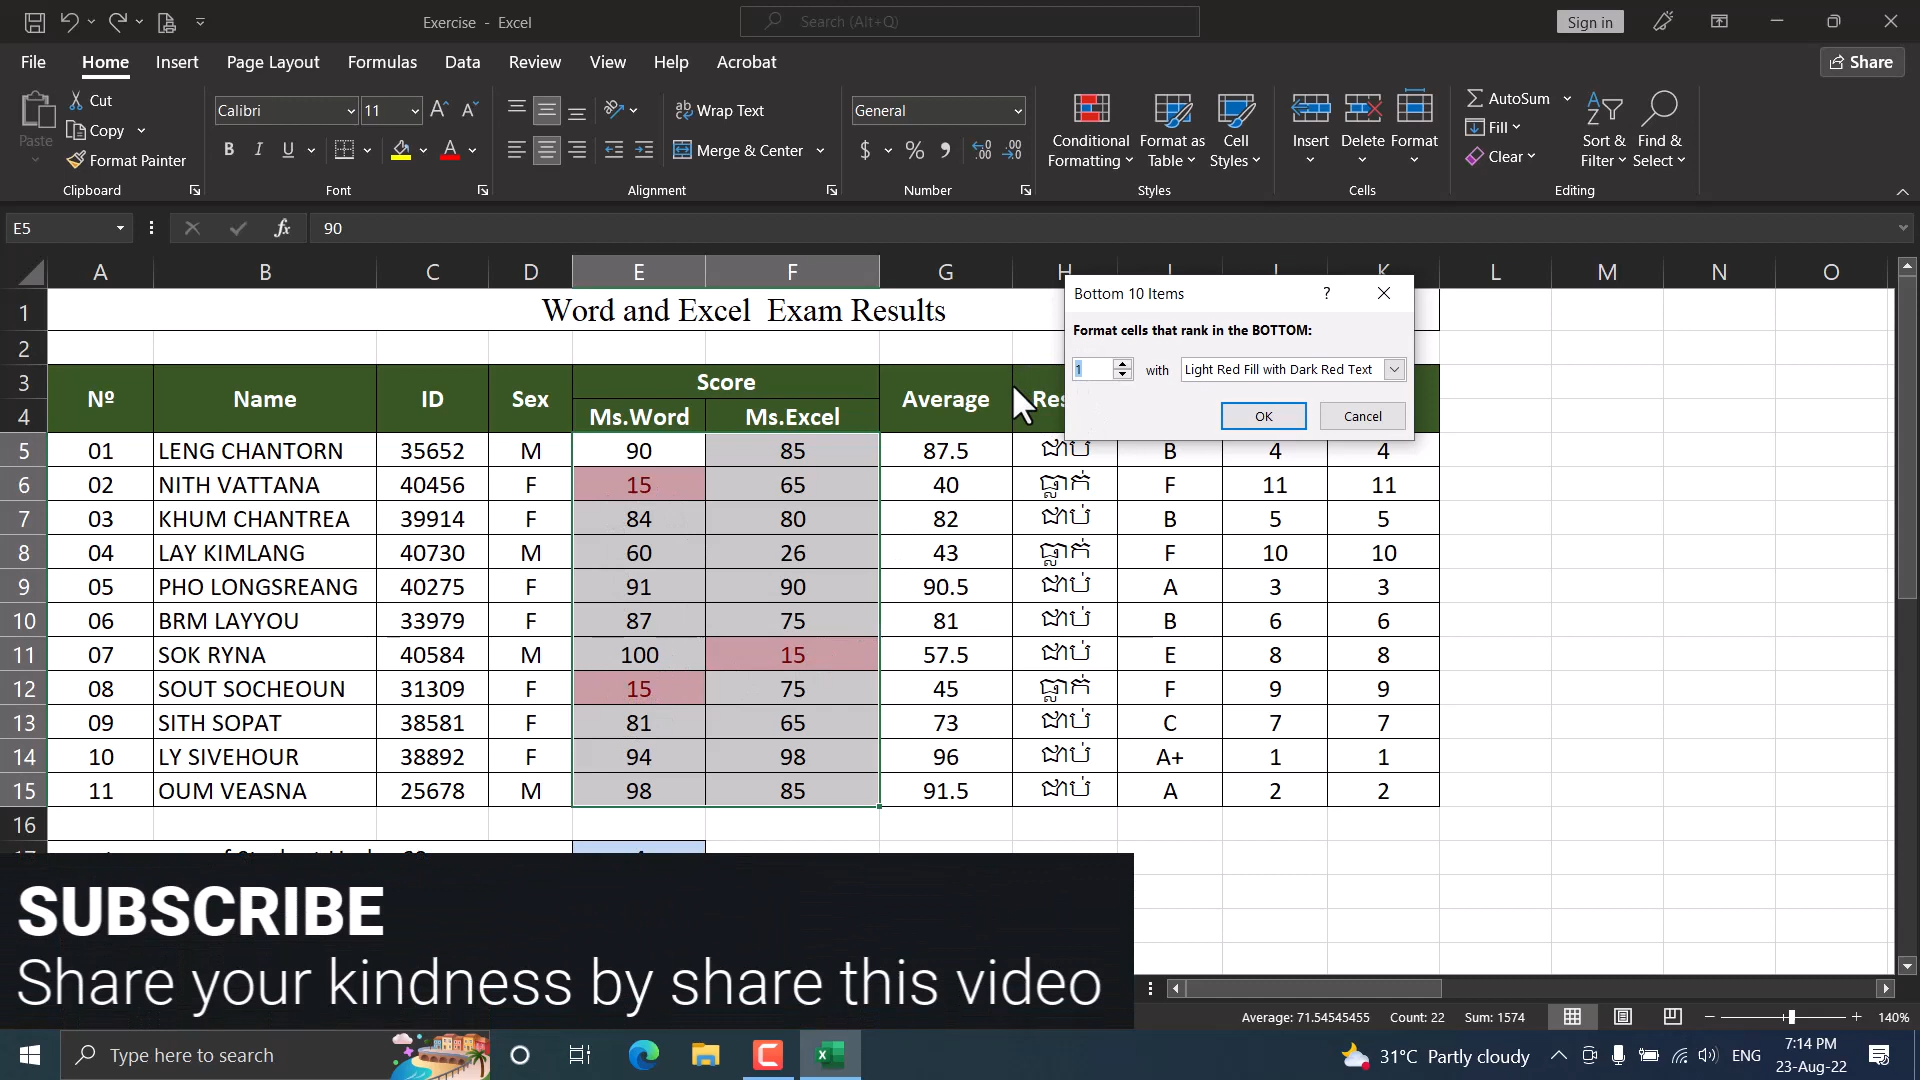 Exercise - Excel
Search (Alt+Q)
Sign in
File Home Insert Page Layout Formulas Data Review View Help Acrobat
Share
Paste
Cut
Copy
Format Painter
Clipboard
Calibri 11
B I U
Font
Wrap Text
Merge & Center
Alignment
General
$ % ,
Number
Conditional Formatting
Format as Table
Cell Styles
Styles
Insert Delete Format
Cells
AutoSum
Fill
Clear
Sort & Filter
Find & Select
Editing
E5 fx 90
A B C D E F G H K L M N O
1 Word and Excel Exam Results
2
3 Nº Name ID Sex Score Average
4 Ms.Word Ms.Excel
Bottom 10 Items ?
Format cells that rank in the BOTTOM:
1 with Light Red Fill with Dark Red Text
OK Cancel
5 01 LENG CHANTORN 35652 M 90 85 87.5 ជាប់ B 4 4
6 02 NITH VATTANA 40456 F 15 65 40 ធ្លាក់ F 11 11
7 03 KHUM CHANTREA 39914 F 84 80 82 ជាប់ B 5 5
8 04 LAY KIMLANG 40730 M 60 26 43 ធ្លាក់ F 10 10
9 05 PHO LONGSREANG 40275 F 91 90 90.5 ជាប់ A 3 3
10 06 BRM LAYYOU 33979 F 87 75 81 ជាប់ B 6 6
11 07 SOK RYNA 40584 M 100 15 57.5 ជាប់ E 8 8
12 08 SOUT SOCHEOUN 31309 F 15 75 45 ធ្លាក់ F 9 9
13 09 SITH SOPAT 38581 F 81 65 73 ជាប់ C 7 7
14 10 LY SIVEHOUR 38892 F 94 98 96 ជាប់ A+ 1 1
15 11 OUM VEASNA 25678 M 98 85 91.5 ជាប់ A 2 2
16
SUBSCRIBE
Share your kindness by share this video
Average: 71.54545455 Count: 22 Sum: 1574 140%
Type here to search
31°C Partly cloudy ENG
7:14 PM
23-Aug-22